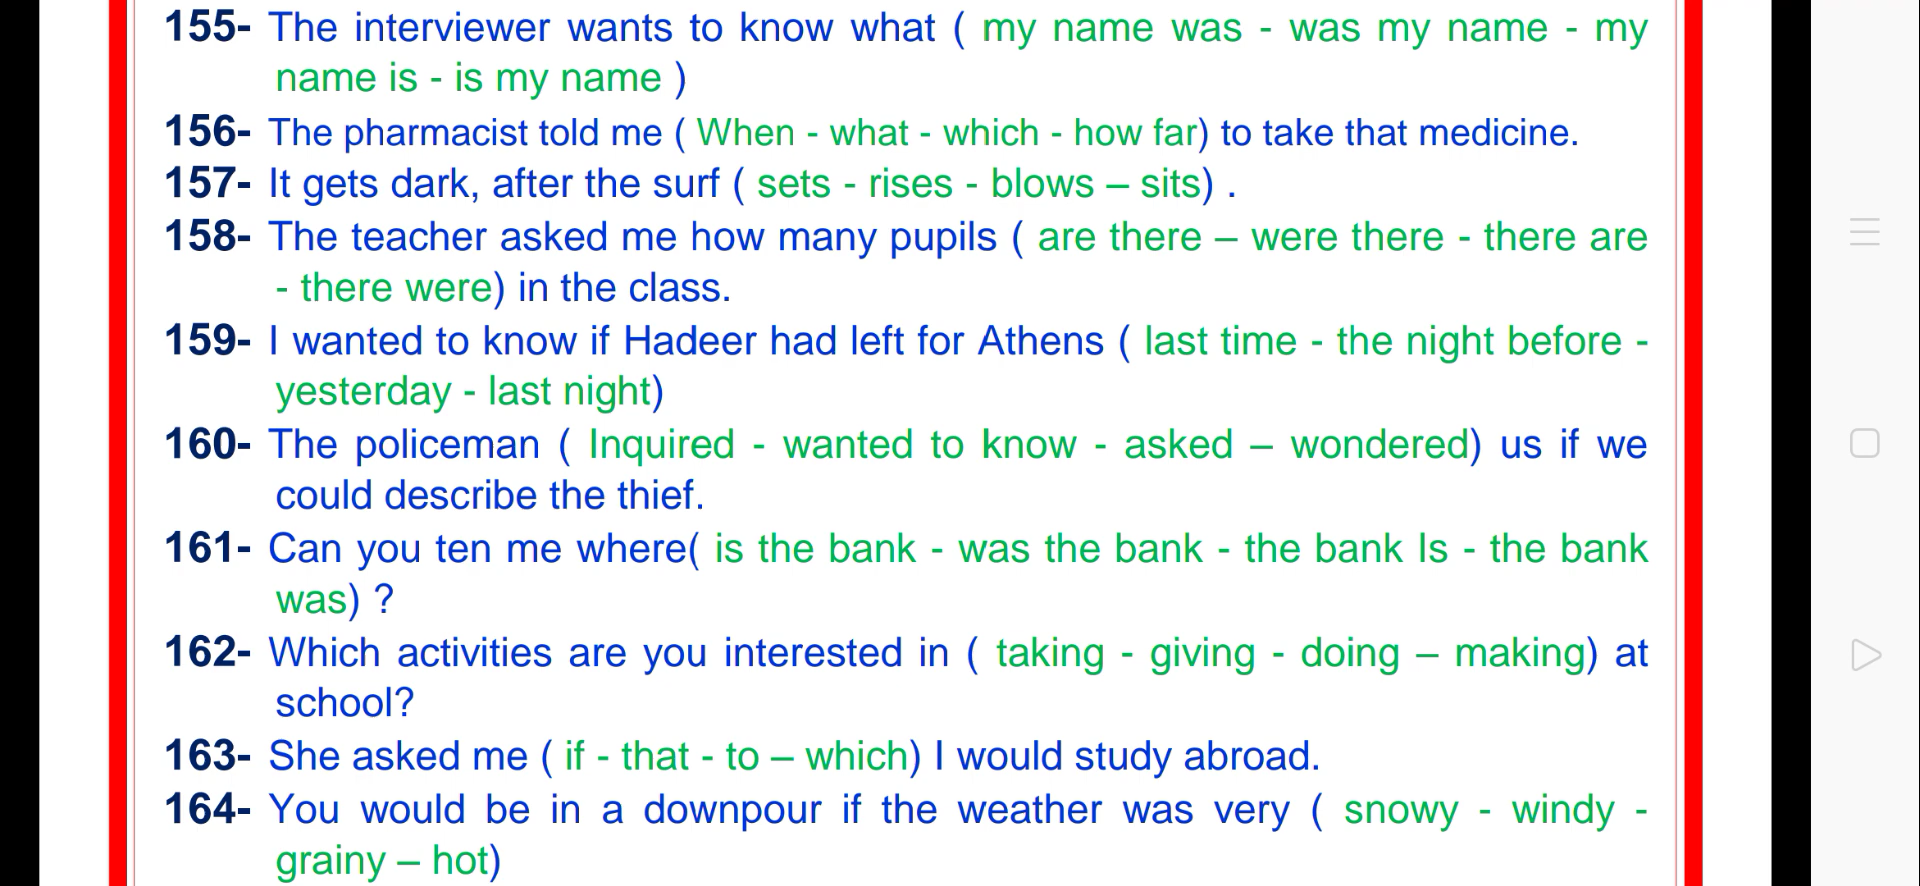 155- The interviewer wants to know what ( my name was - was my name - my
name is - is my name )
156- The pharmacist told me ( When - what - which - how far) to take that medicine.
157- It gets dark, after the surf ( sets - rises - blows – sits) .
158- The teacher asked me how many pupils ( are there – were there - there are
- there were) in the class.
159- I wanted to know if Hadeer had left for Athens ( last time - the night before -
yesterday - last night)
160- The policeman ( Inquired - wanted to know - asked – wondered) us if we
could describe the thief.
161- Can you ten me where( is the bank - was the bank - the bank Is - the bank
was) ?
162- Which activities are you interested in ( taking - giving - doing – making) at
school?
163- She asked me ( if - that - to – which) I would study abroad.
164- You would be in a downpour if the weather was very ( snowy - windy -
grainy – hot)